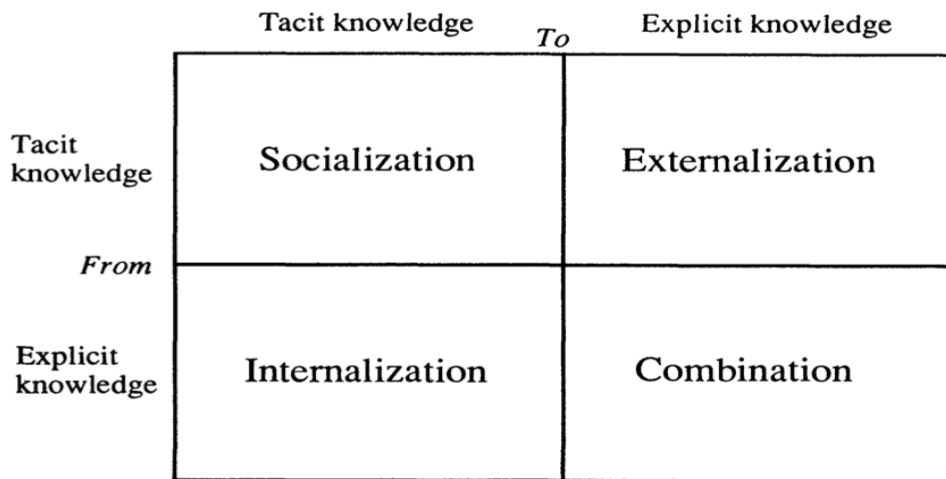 Tacit knowledge
To
Explicit knowledge
Tacit
knowledge
Socialization
Externalization
From
Explicit
knowledge
Internalization
Combination